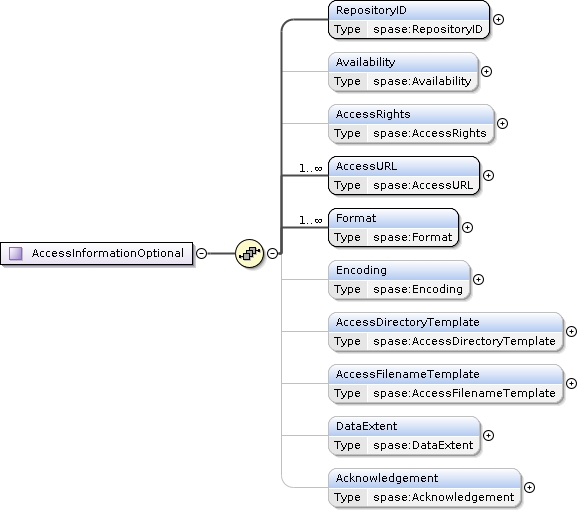 RepositoryID
Type spase:RepositoryID
Availability
Type spase:Availability
AccessRights
Type spase:AccessRights
1..∞
AccessURL
Type spase:AccessURL
1..∞
Format
Type spase:Format
AccessInformationOptional
Encoding
Type spase:Encoding
AccessDirectoryTemplate
Type spase:AccessDirectoryTemplate
AccessFilenameTemplate
Type spase:AccessFilenameTemplate
DataExtent
Type spase:DataExtent
Acknowledgement
Type spase:Acknowledgement